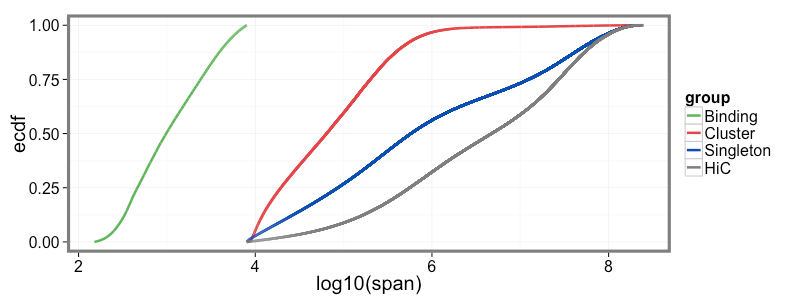 1.00
0.75
0.50
0.25
0.00
ecdf
2 4 6 8
log10(span)
group
Binding
Cluster
Singleton
HiC